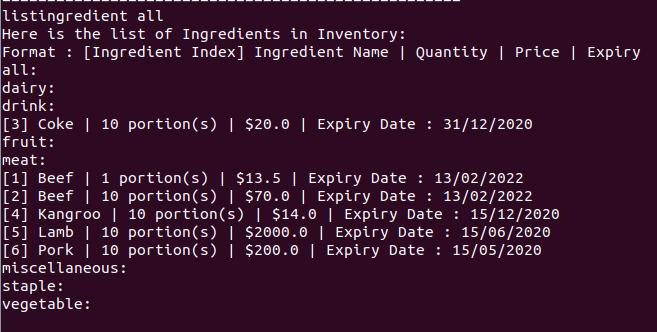 listingredient all
Here is the list of Ingredients in Inventory:
Format : [Ingredient Index] Ingredient Name | Quantity | Price | Expiry
all:
dairy:
drink:
[3] Coke | 10 portion(s) | $20.0 | Expiry Date : 31/12/2020
fruit:
meat:
[1] Beef | 1 portion(s) | $13.5 | Expiry Date : 13/02/2022
[2] Beef | 10 portion(s) | $70.0 | Expiry Date : 13/02/2022
[4] Kangroo | 10 portion(s) | $14.0 | Expiry Date : 15/12/2020
[5] Lamb | 10 portion(s) | $2000.0 | Expiry Date : 15/06/2020
[6] Pork | 10 portion(s) | $200.0 | Expiry Date : 15/05/2020
miscellaneous:
staple:
vegetable: